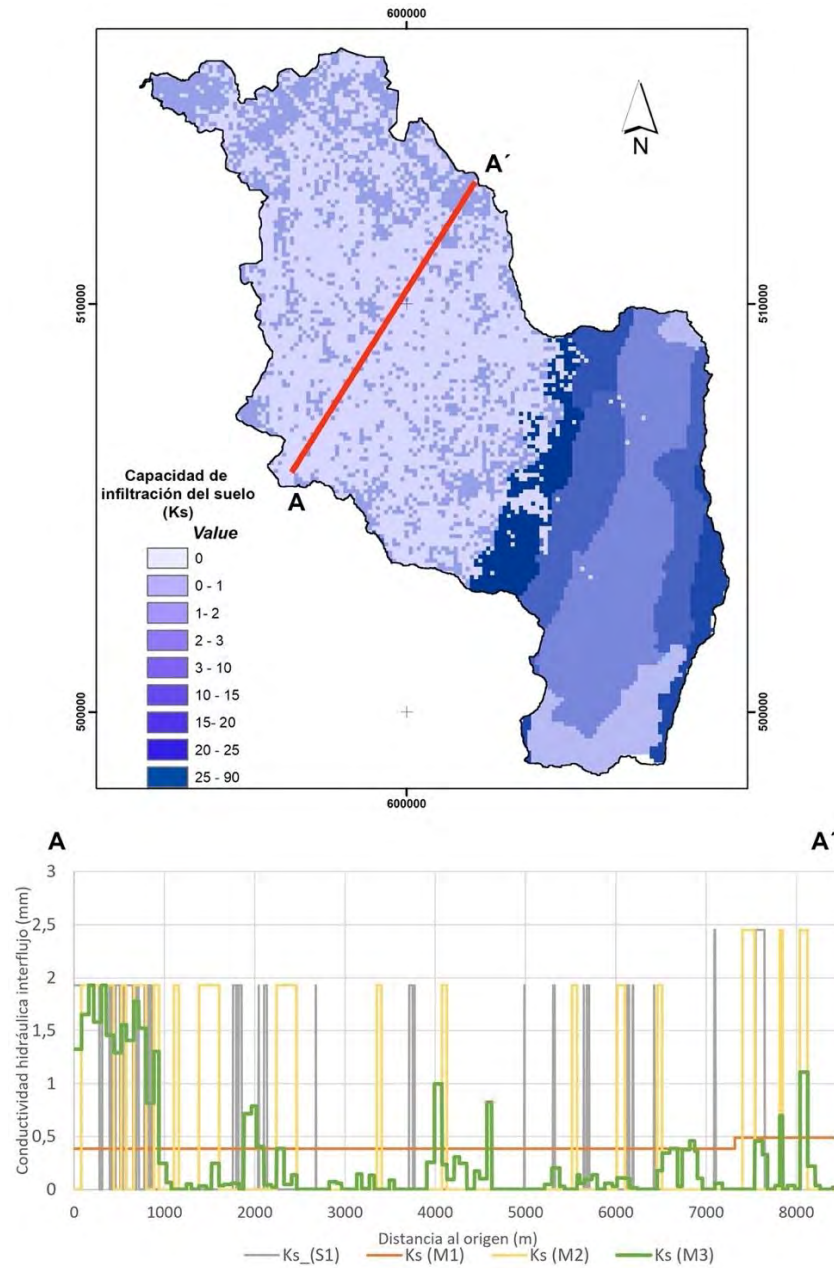 600000
A´
N
510000
510000
A
Capacidad de
infiltración del suelo
(Ks)
Value
0
0 - 1
1- 2
2 - 3
3 - 10
10 - 15
15- 20
20 - 25
25 - 90
500000
500000
600000
A
A´
Conductividad hidráulica interflujo (mm)
3
2,5
2
1,5
1
0,5
0
0
1000
2000
3000
4000
5000
6000
7000
8000
Distancia al origen (m)
Ks_(S1)
Ks (M1)
Ks (M2)
Ks (M3)